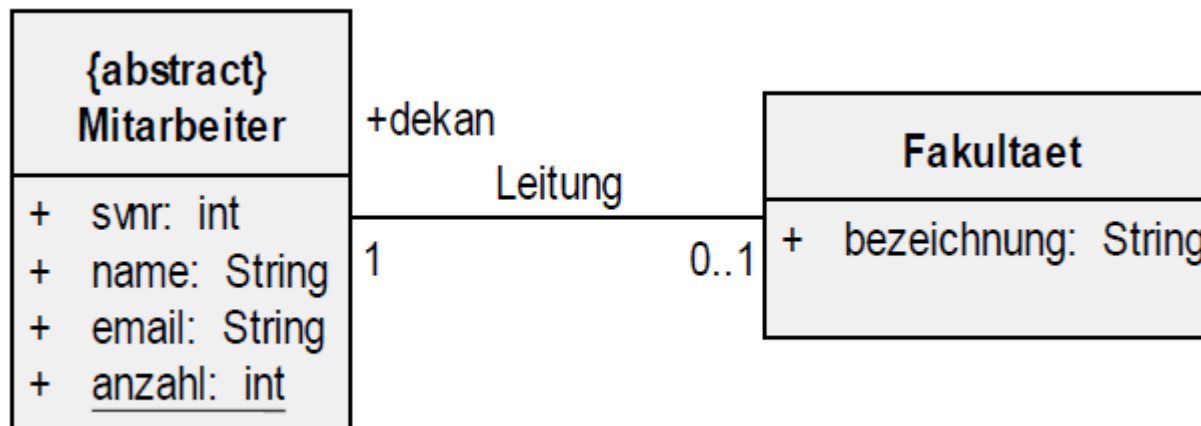 {abstract}
Mitarbeiter
+ svnr: int
+ name: String
+ email: String
+ anzahl: int
+dekan
Leitung
1
0..1
Fakultaet
+ bezeichnung: String